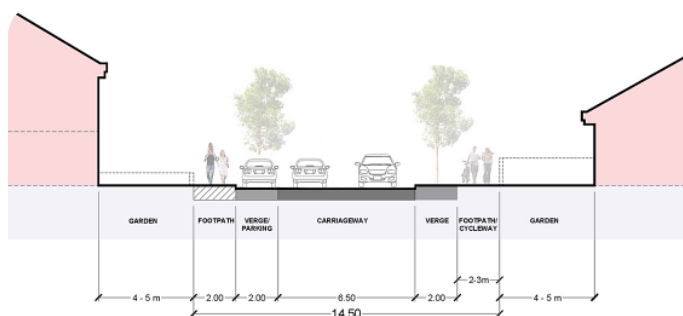 GARDEN
FOOTPATH
VERGE/
PARKING
CARRIAGEWAY
VERGE
FOOTPATH/
CYCLEWAY
GARDEN
2-3m
4 - 5 m
2.00
2.00
6.50
2.00
4 - 5 m
14.50